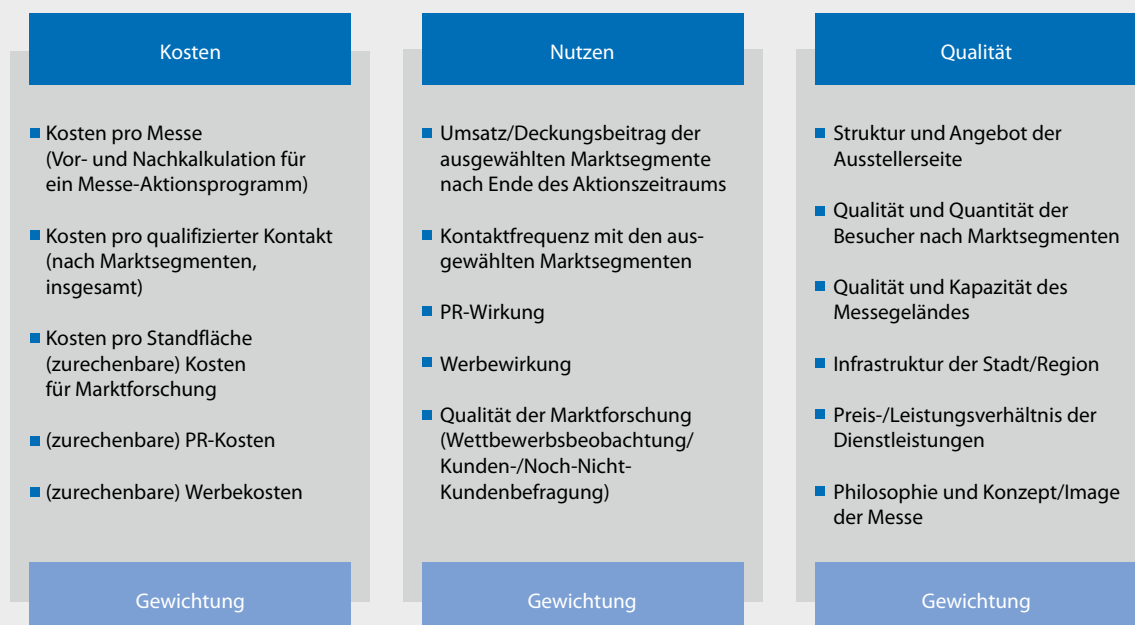 Kosten
Kosten pro Messe
(Vor- und Nachkalkulation für
ein Messe-Aktionsprogramm)
Kosten pro qualifizierter Kontakt
(nach Marktsegmenten,
insgesamt)
Kosten pro Standfläche
(zurechenbare) Kosten
für Marktforschung
(zurechenbare) PR-Kosten
(zurechenbare) Werbekosten
Gewichtung
Nutzen
Umsatz/Deckungsbeitrag der
ausgewählten Marktsegmente
nach Ende des Aktionszeitraums
Kontaktfrequenz mit den aus-
gewählten Marktsegmenten
PR-Wirkung
Werbewirkung
Qualität der Marktforschung
(Wettbewerbsbeobachtung/
Kunden-/Noch-Nicht-
Kundenbefragung)
Gewichtung
Qualität
Struktur und Angebot der
Ausstellerseite
Qualität und Quantität der
Besucher nach Marktsegmenten
Qualität und Kapazität des
Messegeländes
Infrastruktur der Stadt/Region
Preis-/Leistungsverhältnis der
Dienstleistungen
Philosophie und Konzept/Image
der Messe
Gewichtung